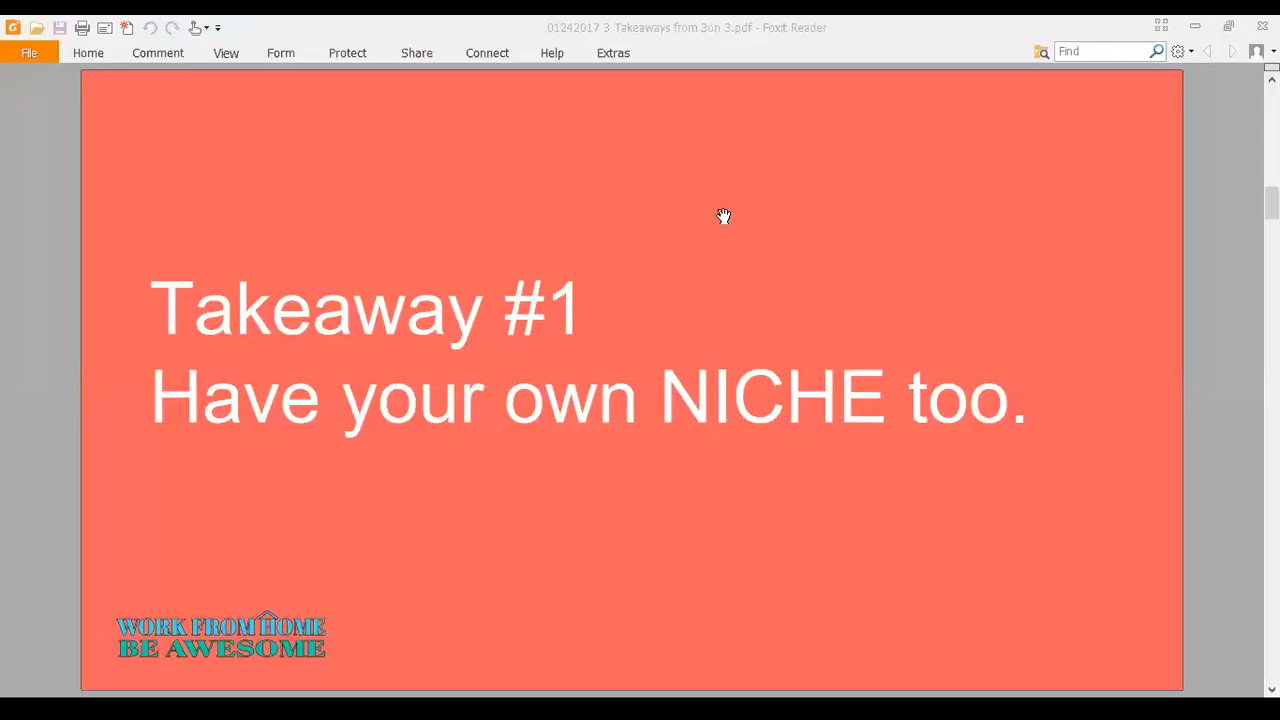 01242017 3 Takeaways from 3on 3.pdf - Foxit Reader
File Home Comment View Form Protect Share Connect Help Extras Find
Takeaway #1
Have your own NICHE too.
WORK FROM HOME
BE AWESOME